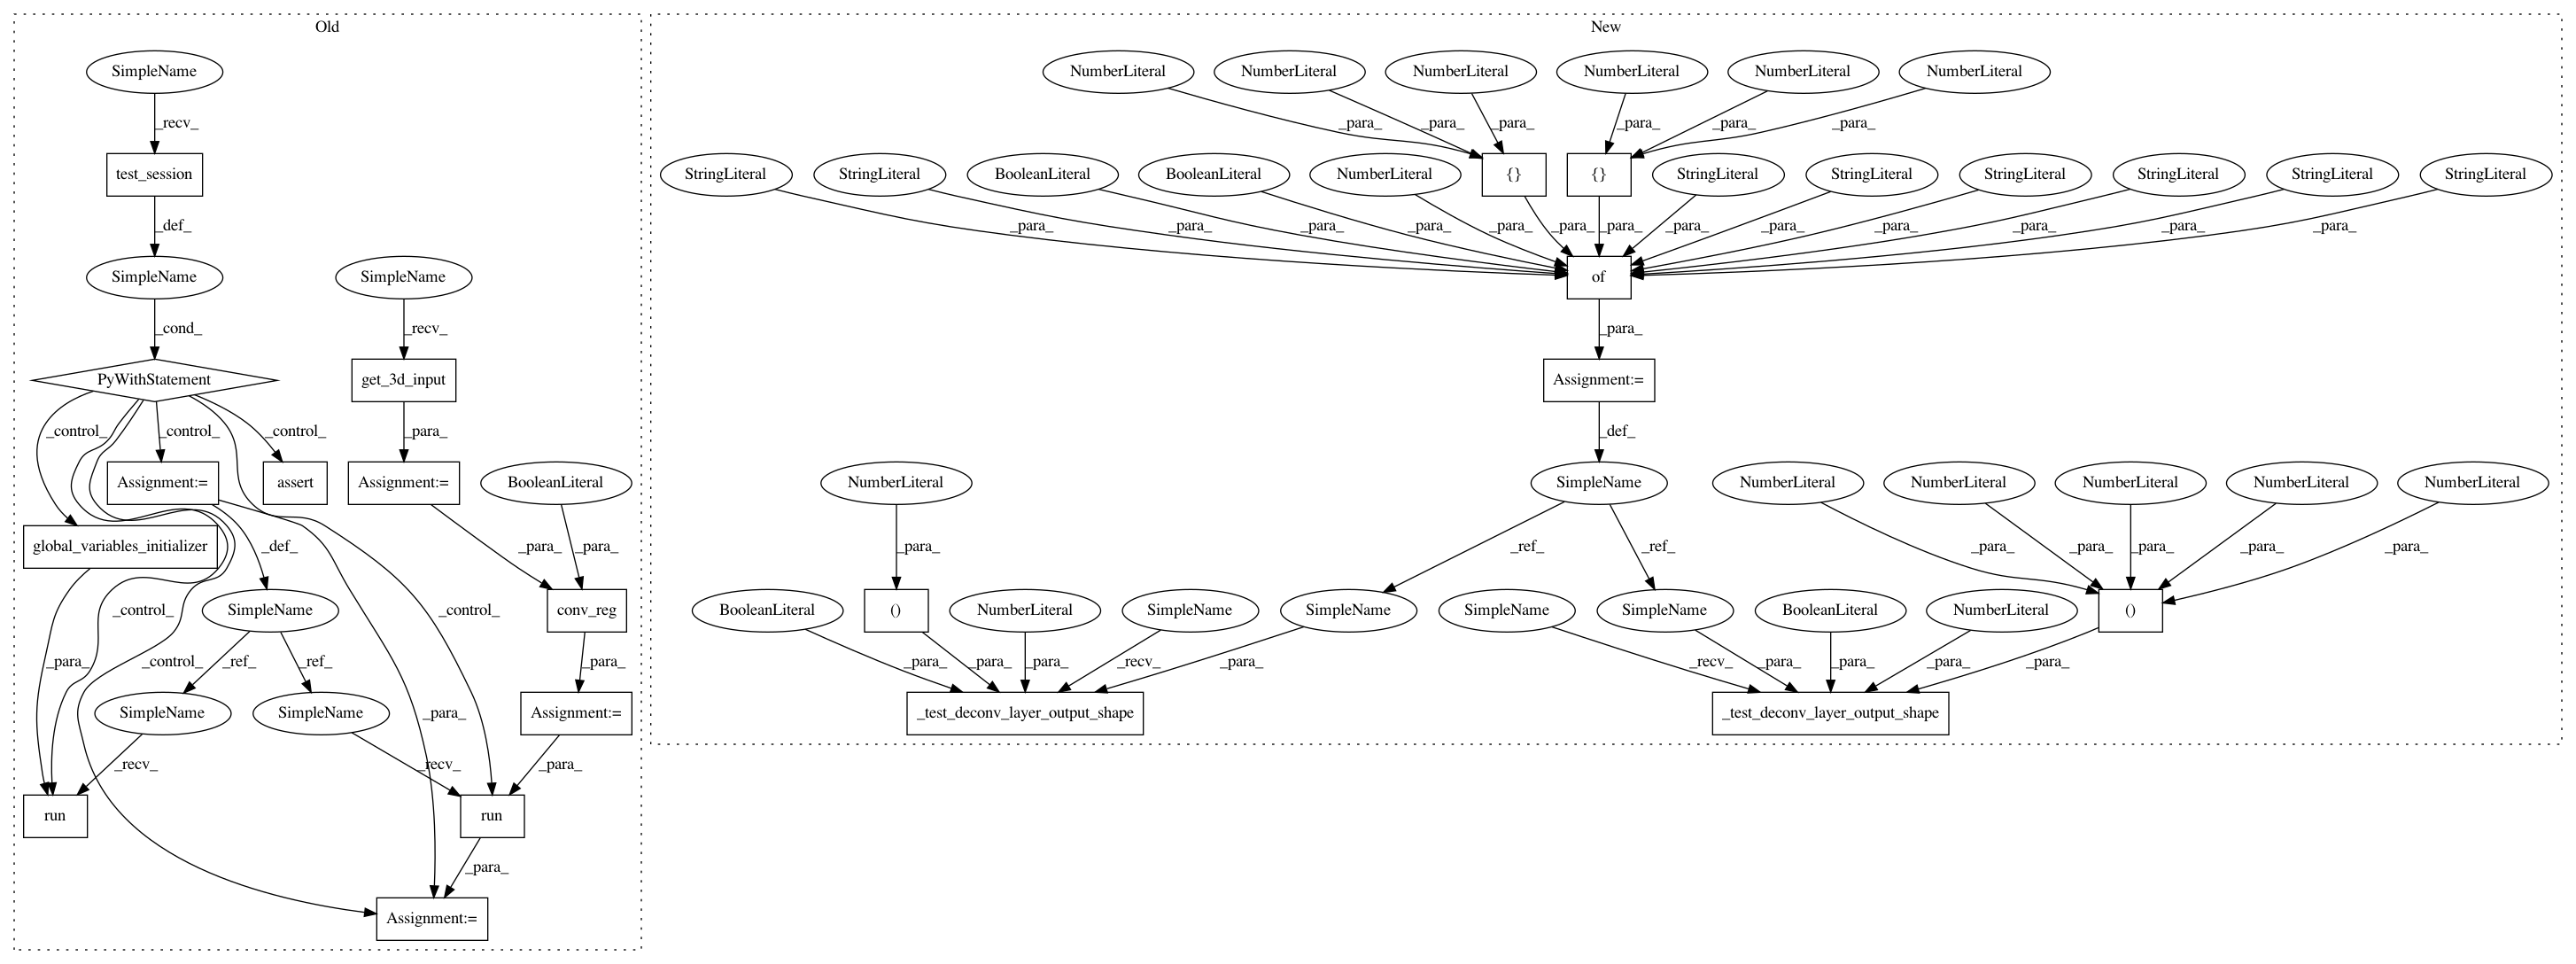 Old
New
SimpleName
NumberLiteral
NumberLiteral
NumberLiteral
NumberLiteral
NumberLiteral
NumberLiteral
_recv_
_para_
_para_
_para_
_para_
_para_
_para_
test_session
StringLiteral
StringLiteral
BooleanLiteral
BooleanLiteral
NumberLiteral
{}
{}
StringLiteral
StringLiteral
StringLiteral
StringLiteral
StringLiteral
StringLiteral
_def_
_para_
_para_
_para_
_para_
_para_
_para_
_para_
_para_
_para_
_para_
_para_
_para_
_para_
SimpleName
SimpleName
of
_cond_
_recv_
_para_
PyWithStatement
get_3d_input
Assignment:=
_control_
_control_
_control_
_para_
_def_
Assignment:=
assert
Assignment:=
BooleanLiteral
NumberLiteral
SimpleName
NumberLiteral
NumberLiteral
NumberLiteral
NumberLiteral
NumberLiteral
global_variables_initializer
_def_
_para_
_para_
_para_
_ref_
_ref_
_para_
_para_
_para_
_para_
_para_
_control_
_control_
SimpleName
conv_reg
BooleanLiteral
()
NumberLiteral
SimpleName
SimpleName
SimpleName
SimpleName
BooleanLiteral
NumberLiteral
()
_para_
_control_
_ref_
_ref_
_para_
_para_
_para_
_para_
_recv_
_para_
_recv_
_para_
_para_
_para_
_para_
SimpleName
SimpleName
_para_
Assignment:=
_test_deconv_layer_output_shape
_test_deconv_layer_output_shape
_recv_
_recv_
_para_
run
run
_para_
Assignment:=